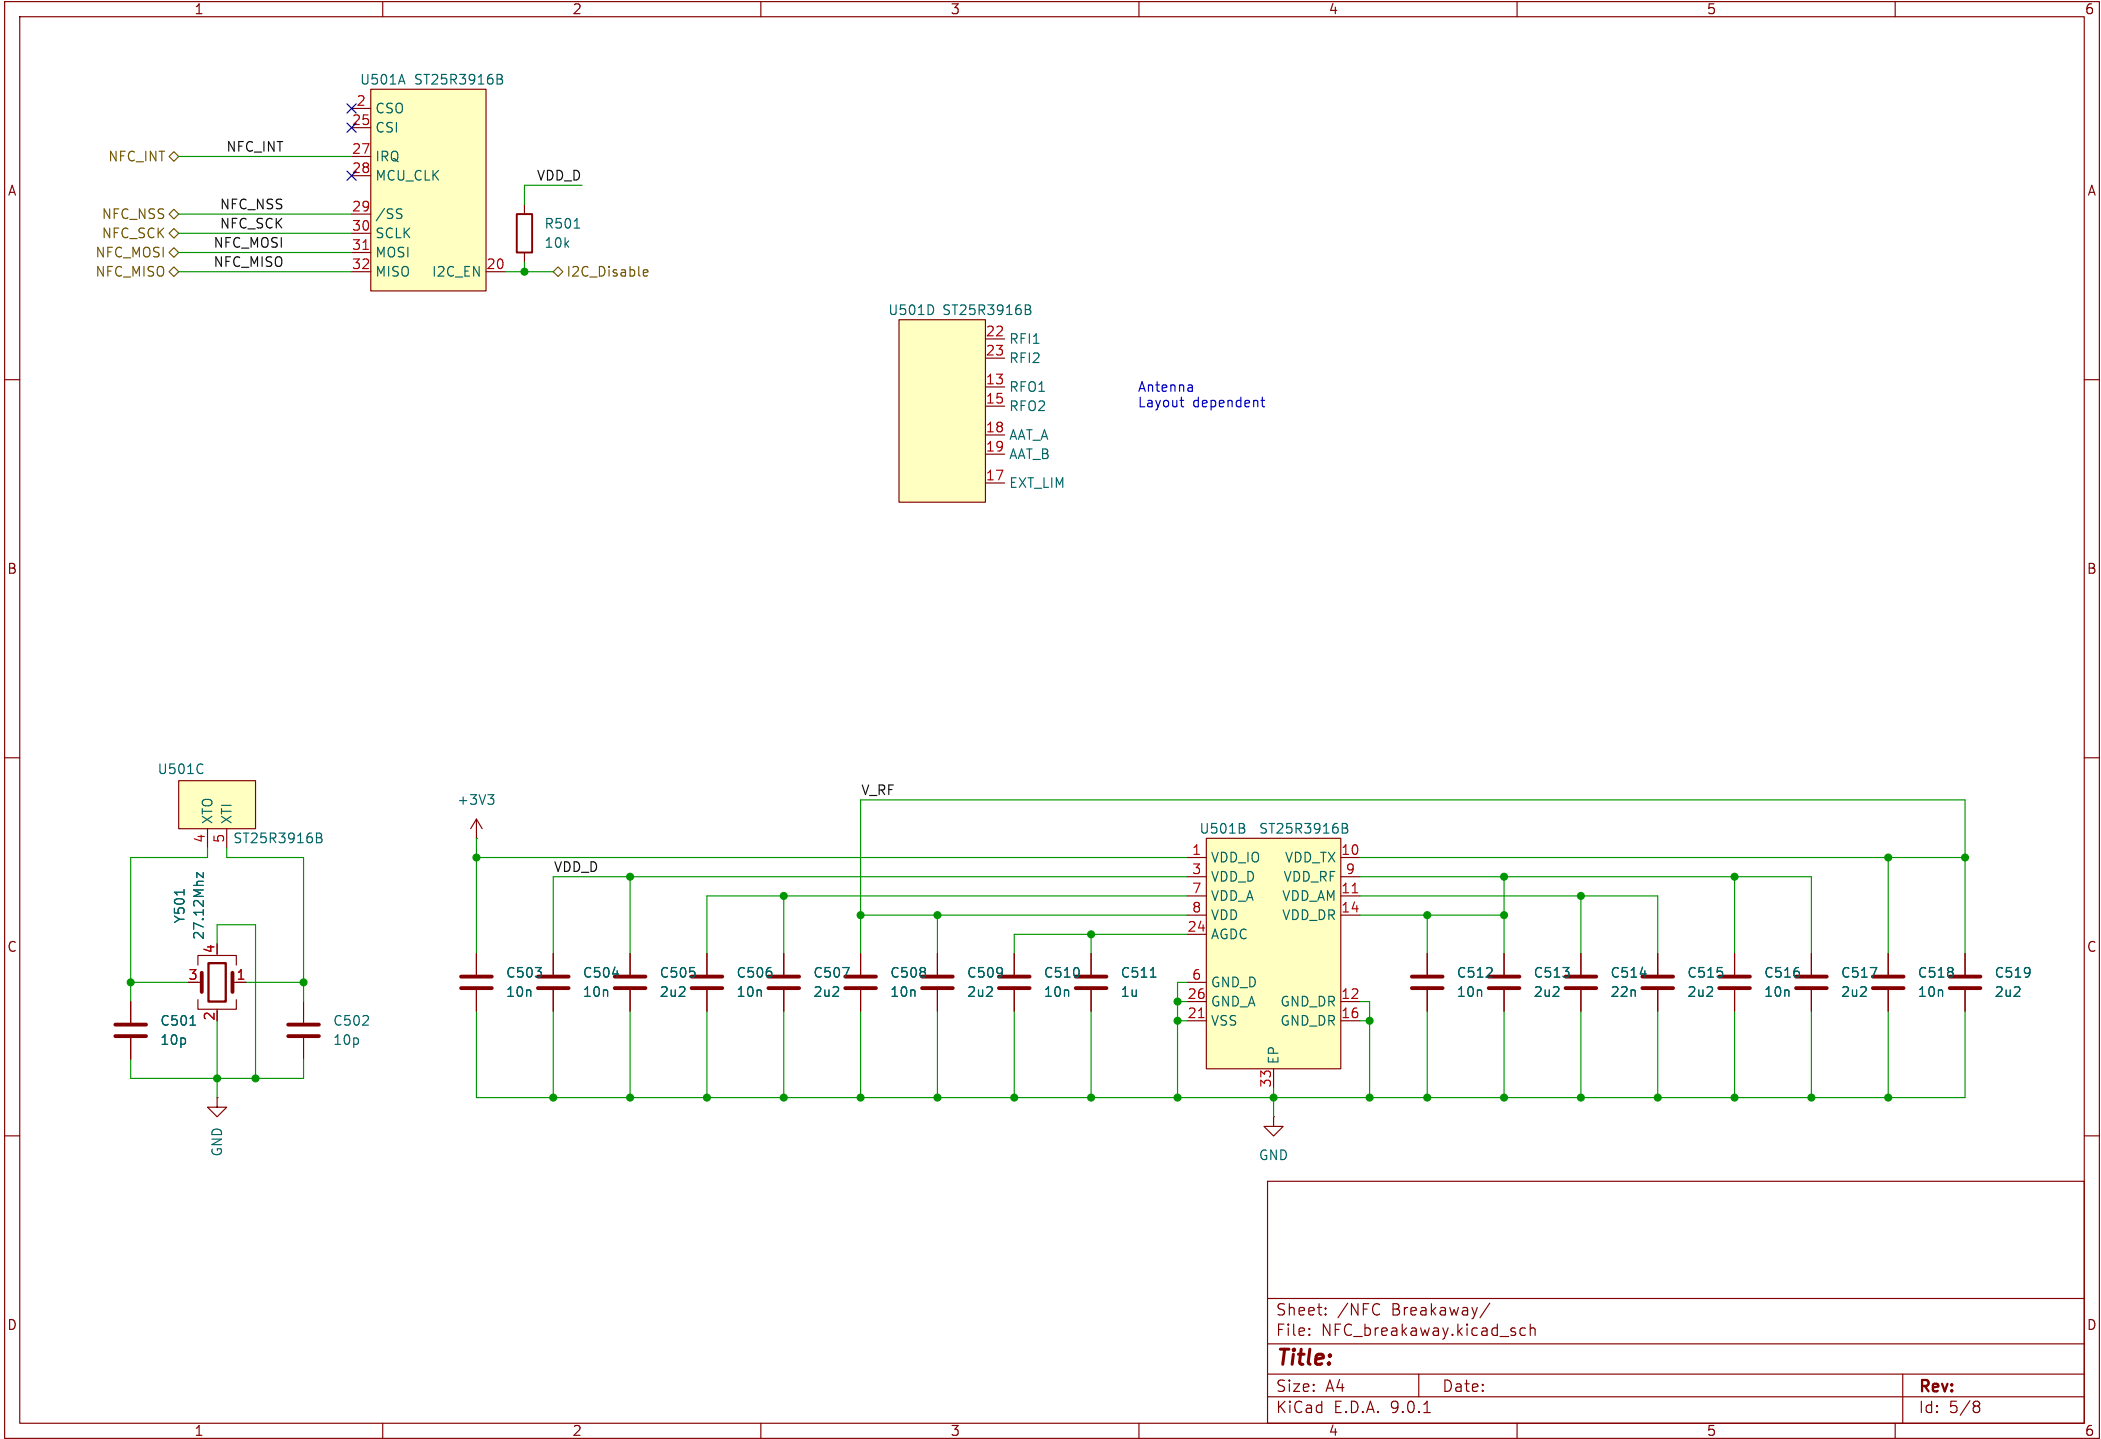 1 2 3 4 5 6
A A
B B
C C
D D
1 2 3 4 5 6
U501A ST25R3916B
2 CSO
25 CSI
NFC_INT NFC_INT 27 IRQ
28 MCU_CLK
NFC_NSS NFC_NSS 29 /SS
NFC_SCK NFC_SCK 30 SCLK
NFC_MOSI NFC_MOSI 31 MOSI
NFC_MISO NFC_MISO 32 MISO
I2C_EN 20 I2C_Disable
VDD_D
R501
10k
U501D ST25R3916B
22 RFI1
23 RFI2
13 RFO1
15 RFO2
18 AAT_A
19 AAT_B
17 EXT_LIM
Antenna
Layout dependent
U501C
XTO
XTI
4 5
ST25R3916B
Y501
27.12Mhz
4
3 1
2
C501
10p
C502
10p
GND
+3V3
VDD_D
V_RF
U501B ST25R3916B
1 VDD_IO VDD_TX 10
3 VDD_D VDD_RF 9
7 VDD_A VDD_AM 11
8 VDD VDD_DR 14
24 AGDC
6 GND_D
26 GND_A GND_DR 12
21 VSS GND_DR 16
EP
33
GND
C503 C504 C505 C506 C507 C508 C509 C510 C511
10n 10n 2u2 10n 2u2 10n 2u2 10n 1u
C512 C513 C514 C515 C516 C517 C518 C519
10n 2u2 22n 2u2 10n 2u2 10n 2u2
Sheet: /NFC Breakaway/
File: NFC_breakaway.kicad_sch
Title:
Size: A4 Date: Rev:
KiCad E.D.A. 9.0.1 Id: 5/8